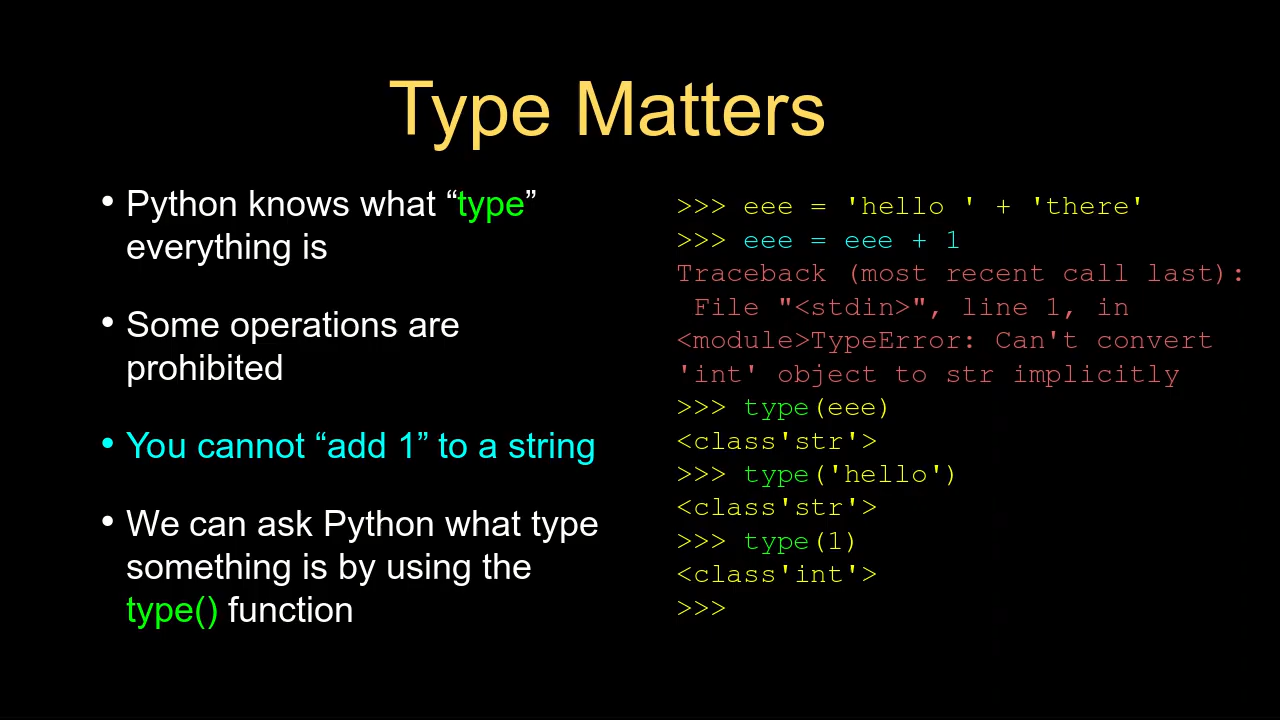 Type Matters
• Python knows what “type”
everything is
• Some operations are
prohibited
• You cannot “add 1” to a string
• We can ask Python what type
something is by using the
type() function
>>> eee = 'hello ' + 'there'
>>> eee = eee + 1
Traceback (most recent call last):
 File "<stdin>", line 1, in
<module>TypeError: Can't convert
'int' object to str implicitly
>>> type(eee)
<class'str'>
>>> type('hello')
<class'str'>
>>> type(1)
<class'int'>
>>>